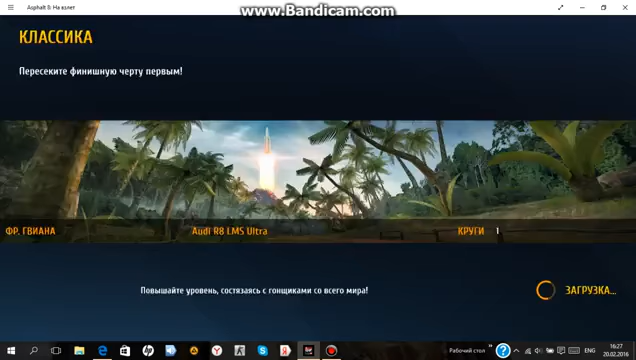 Asphalt 8: На взлет
www.Bandicam.com
КЛАССИКА
Пересеките финишную черту первым!
ФР. ГВИАНА
Audi R8 LMS Ultra
КРУГИ 1
Повышайте уровень, состязаясь с гонщиками со всего мира!
ЗАГРУЗКА...
Рабочий стол
ENG
16:27
20.02.2016